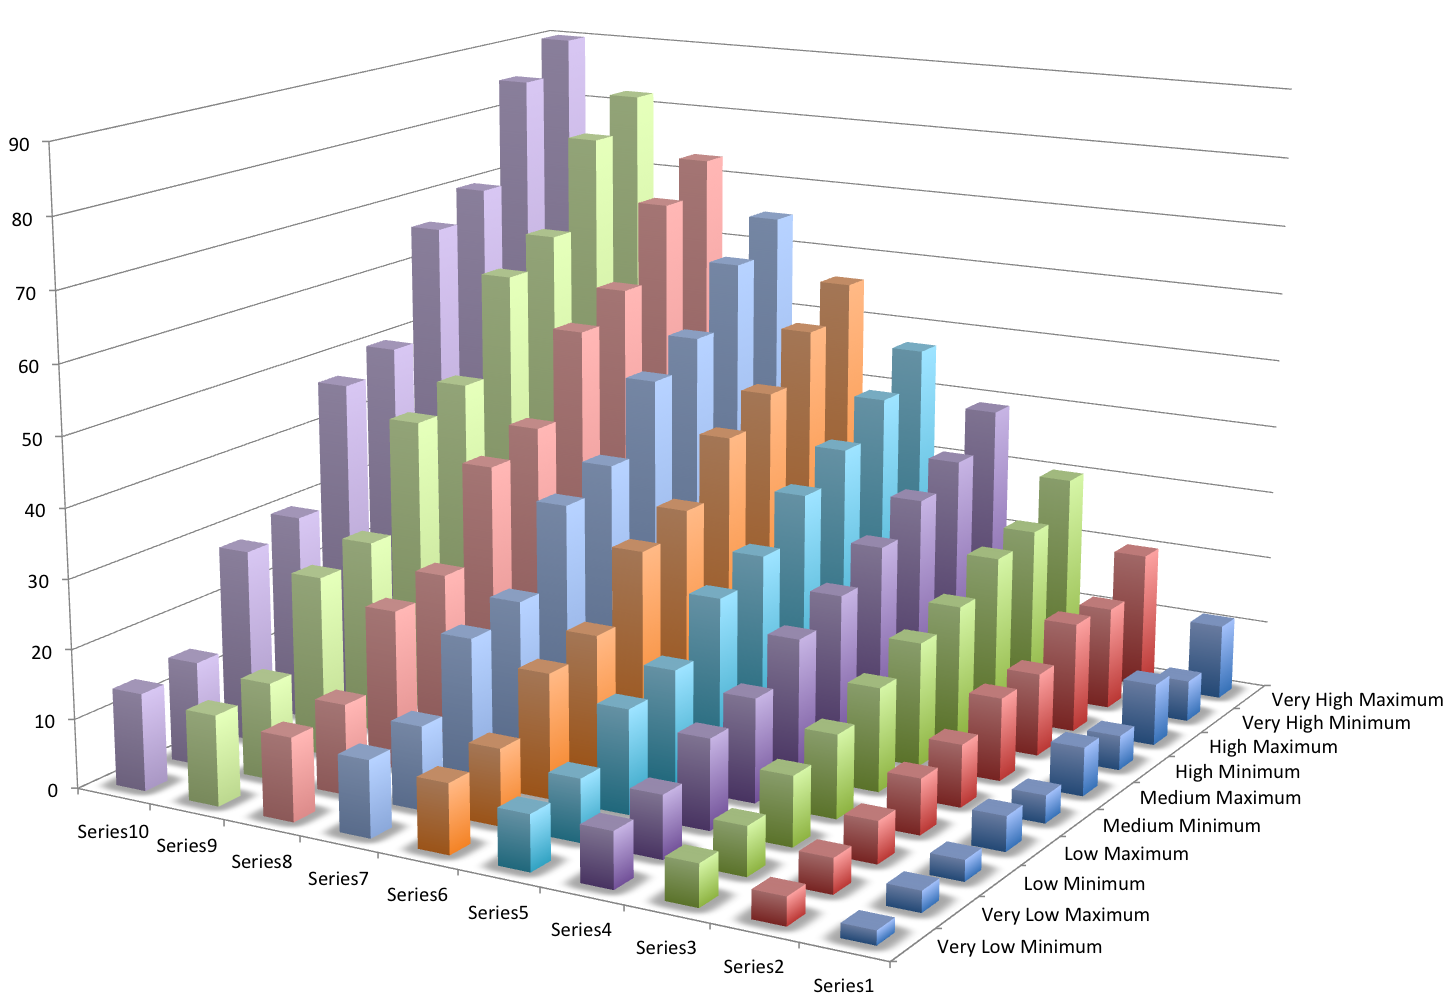 90
80
70
60
50
40
30
20
10
0
Series10
Series9
Series8
Series7
Series6
Series5
Series4
Series3
Series2
Series1
Very High Maximum
Very High Minimum
High Maximum
High Minimum
Medium Maximum
Medium Minimum
Low Maximum
Low Minimum
Very Low Maximum
Very Low Minimum